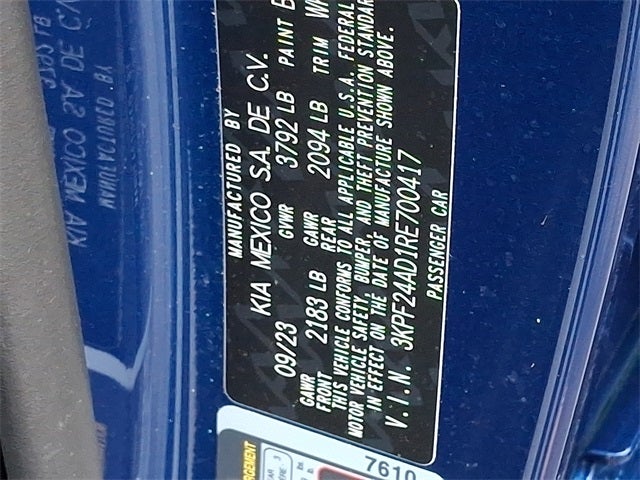 MANUFACTURED BY
KIA MEXICO S.A. DE C.V.
09/23 GVWR 3792 LB PAINT B
GAWR FRONT 2183 LB GAWR REAR 2094 LB TRIM
THIS VEHICLE CONFORMS TO ALL APPLICABLE U.S.A. FEDERAL
MOTOR VEHICLE SAFETY, BUMPER, AND THEFT PREVENTION STANDAR
IN EFFECT ON THE DATE OF MANUFACTURE SHOWN ABOVE.
V.I.N. 3KPF24AD1RE700417
PASSENGER CAR
7610